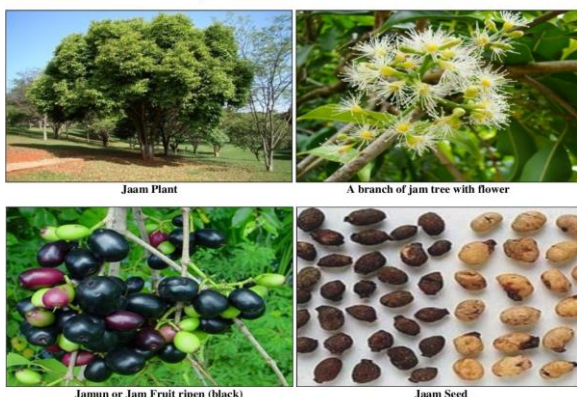 Jaam Plant
A branch of jam tree with flower
Jamun or Jam Fruit ripen (black)
Jaam Seed